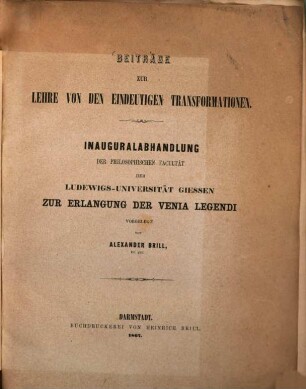 BEITRÄGE
ZUR
LEHRE VON DEN EINDEUTIGEN TRANSFORMATIONEN.
INAUGURALABHANDLUNG
DER PHILOSOPHISCHEN FACULTÄT
DER
LUDEWIGS-UNIVERSITÄT GIESSEN
ZUR ERLANGUNG DER VENIA LEGENDI
VORGELEGT
VON
ALEXANDER BRILL,
DARMSTADT.
BUCHDRUCKEREI VON HEINRICH BRILL.
1867.